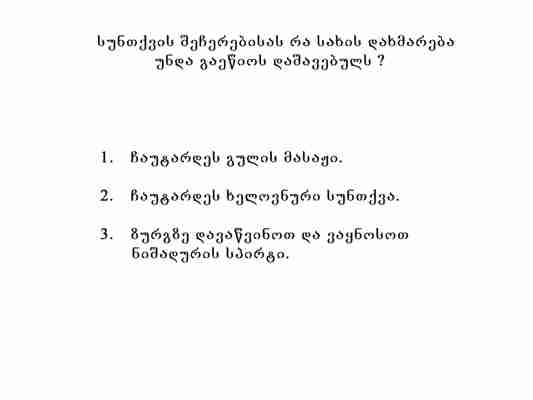 სუნთქვის შეჩერებისას რა სახის დახმარება
უნდა გაეწიოს დაშავებულს ?
1. ჩაუტარდეს გულის მასაჟი.
2. ჩაუტარდეს ხელოვნური სუნთქვა.
3. ზურგზე დავაწვინოთ და ვაყნოსოთ
ნიშადურის სპირტი.